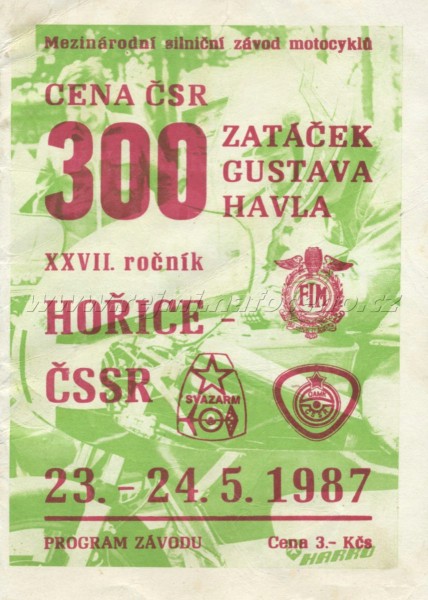 Mezinárodní silniční závod motocyklů
CENA ČSR
300
ZATÁČEK
GUSTAVA
HAVLA
XXVII. ročník
FIM
HOŘICE -
ČSSR
SVAZARM
ÚAMK
23. - 24. 5. 1987
PROGRAM ZÁVODU
Cena 3.- Kčs